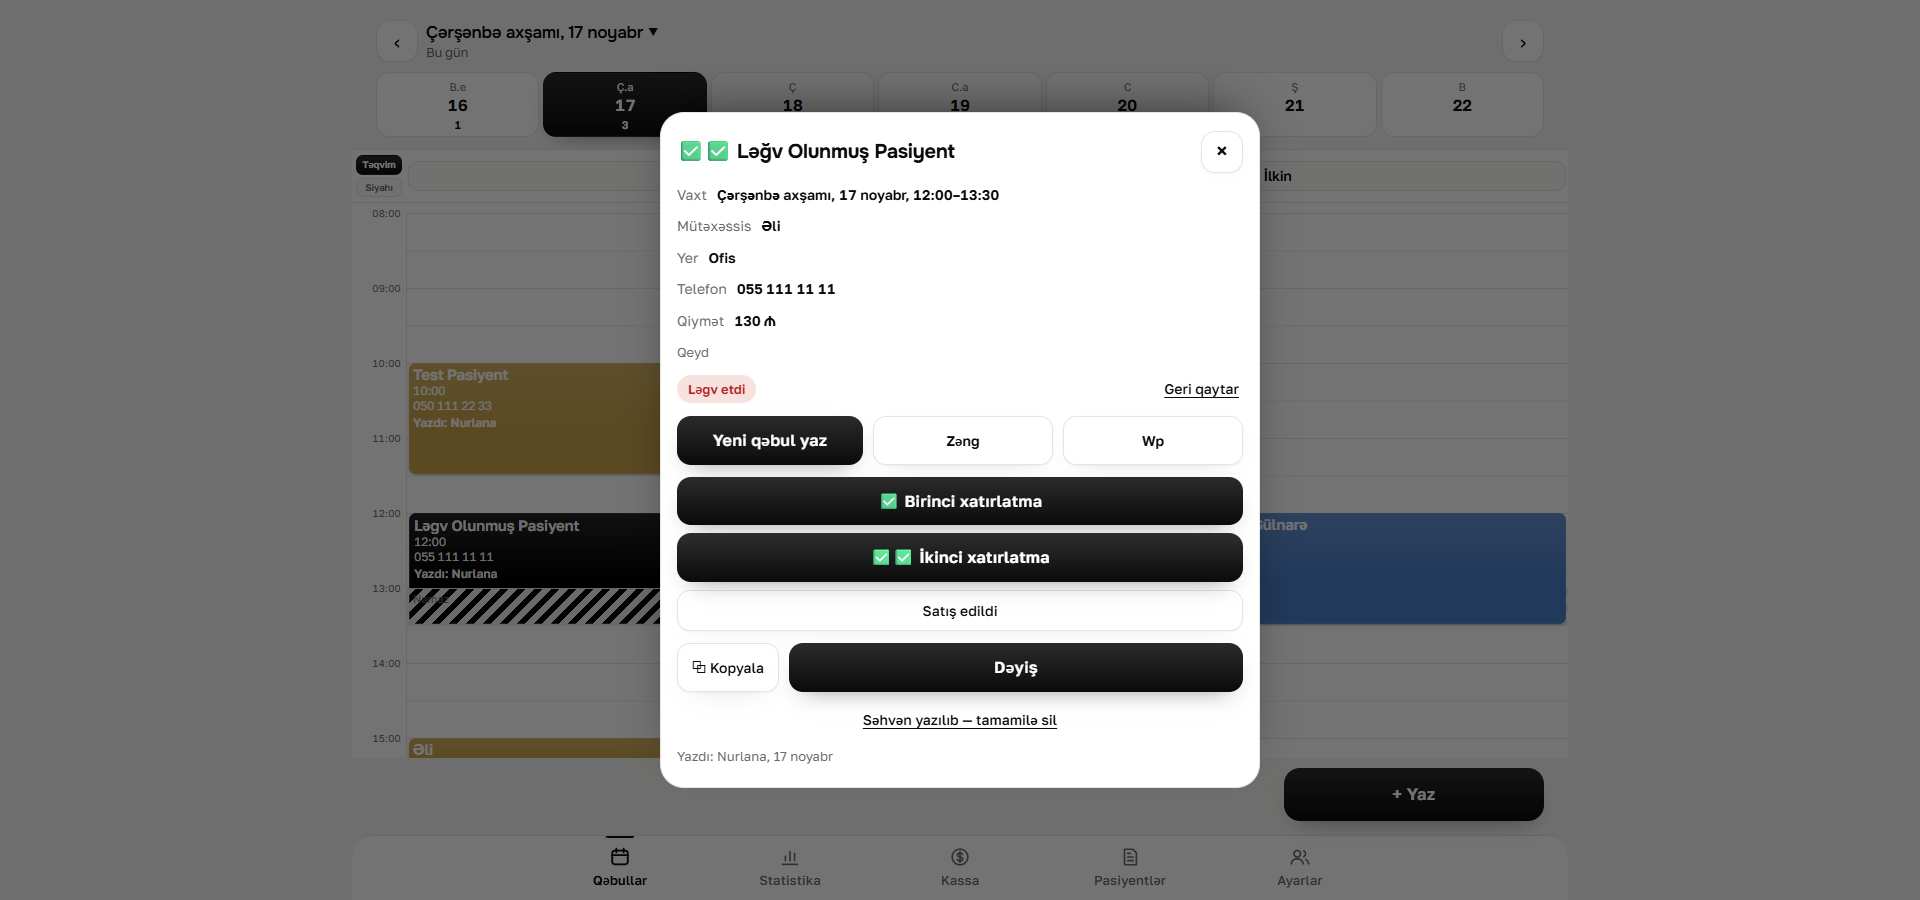 ‹
Çərşənbə axşamı, 17 noyabr ▼
Bu gün
›
B.e
16
1
Ç.a
17
3
Ç
18
C.a
19
C
20
Ş
21
B
22
Təqvim
Siyahı
İlkin
08:00
09:00
10:00
11:00
12:00
13:00
14:00
15:00
Test Pasiyent
10:00
050 111 22 33
Yazdı: Nurlana
Ləgv Olunmuş Pasiyent
12:00
055 111 11 11
Yazdı: Nurlana
Əli
Gülnarə
✅✅ Ləğv Olunmuş Pasiyent
×
Vaxt Çərşənbə axşamı, 17 noyabr, 12:00–13:30
Mütəxəssis Əli
Yer Ofis
Telefon 055 111 11 11
Qiymət 130 ₼
Qeyd
Ləgv etdi
Geri qaytar
Yeni qəbul yaz
Zəng
Wp
✅ Birinci xatırlatma
✅✅ İkinci xatırlatma
Satış edildi
Kopyala
Dəyiş
Səhvən yazılıb — tamamilə sil
Yazdı: Nurlana, 17 noyabr
+ Yaz
Qəbullar
Statistika
Kassa
Pasiyentlər
Ayarlar